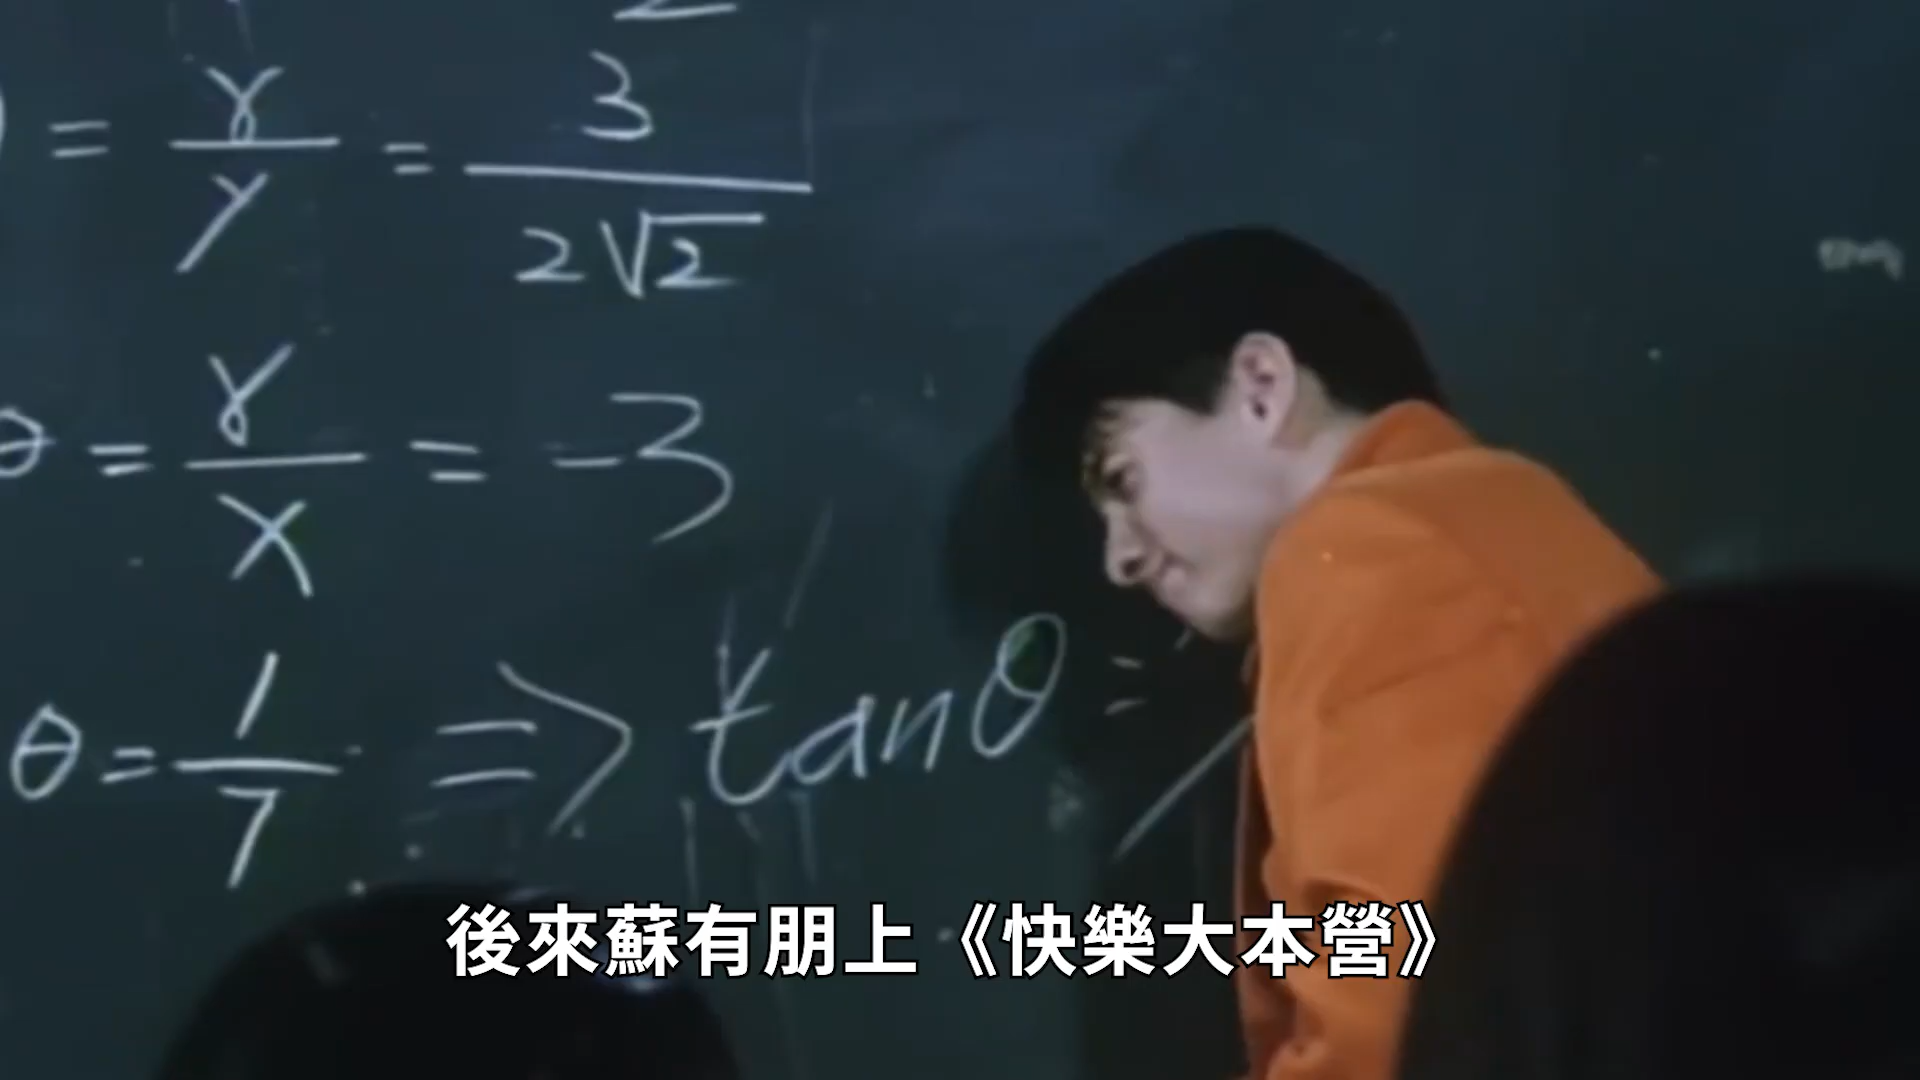 = γ/y = 3/2√2
θ = γ/x = -3
θ = 1/7 ⇒ tanθ =
後來蘇有朋上《快樂大本營》